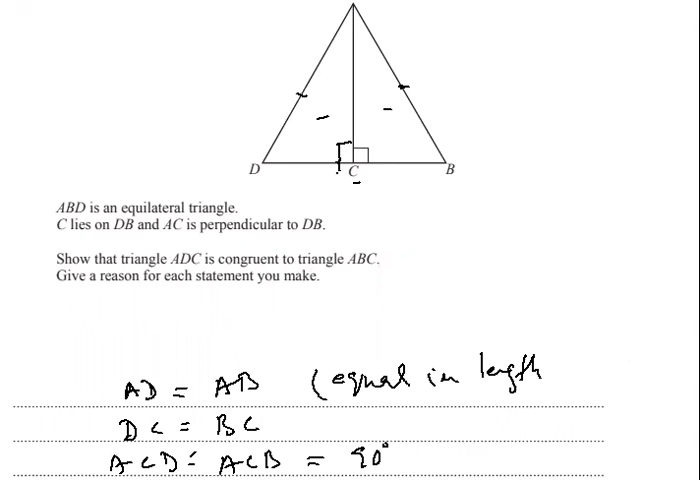 D
C
B
ABD is an equilateral triangle.
C lies on DB and AC is perpendicular to DB.
Show that triangle ADC is congruent to triangle ABC.
Give a reason for each statement you make.
AD = AB (equal in length
DC = BC
ACD = ACB = 90°